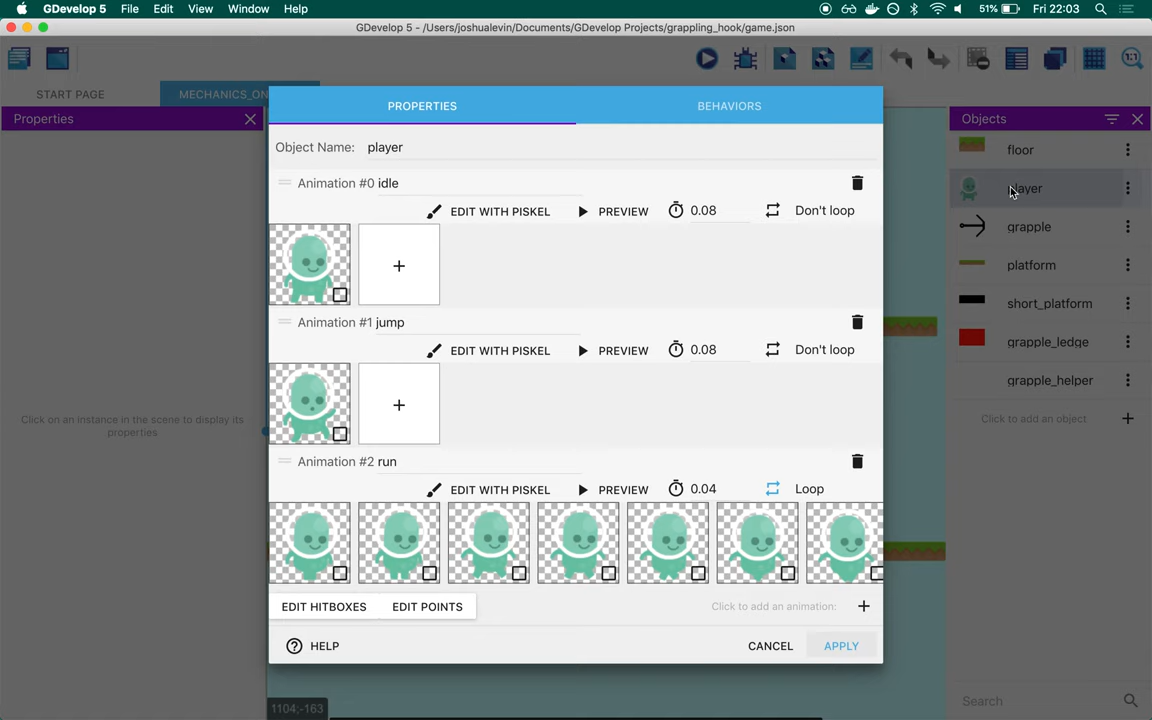 GDevelop 5 File Edit View Window Help 51% Fri 22:03
GDevelop 5 - /Users/joshualevin/Documents/GDevelop Projects/grappling_hook/game.json
1:1
START PAGE MECHANICS_ON
Properties
Click on an instance in the scene to display its
properties
PROPERTIES BEHAVIORS
Object Name: player
Animation #0 idle
EDIT WITH PISKEL PREVIEW 0.08 Don't loop
+
Animation #1 jump
EDIT WITH PISKEL PREVIEW 0.08 Don't loop
+
Animation #2 run
EDIT WITH PISKEL PREVIEW 0.04 Loop
EDIT HITBOXES EDIT POINTS Click to add an animation: +
? HELP CANCEL APPLY
1104;-163
Objects
floor
player
grapple
platform
short_platform
grapple_ledge
grapple_helper
Click to add an object +
Search